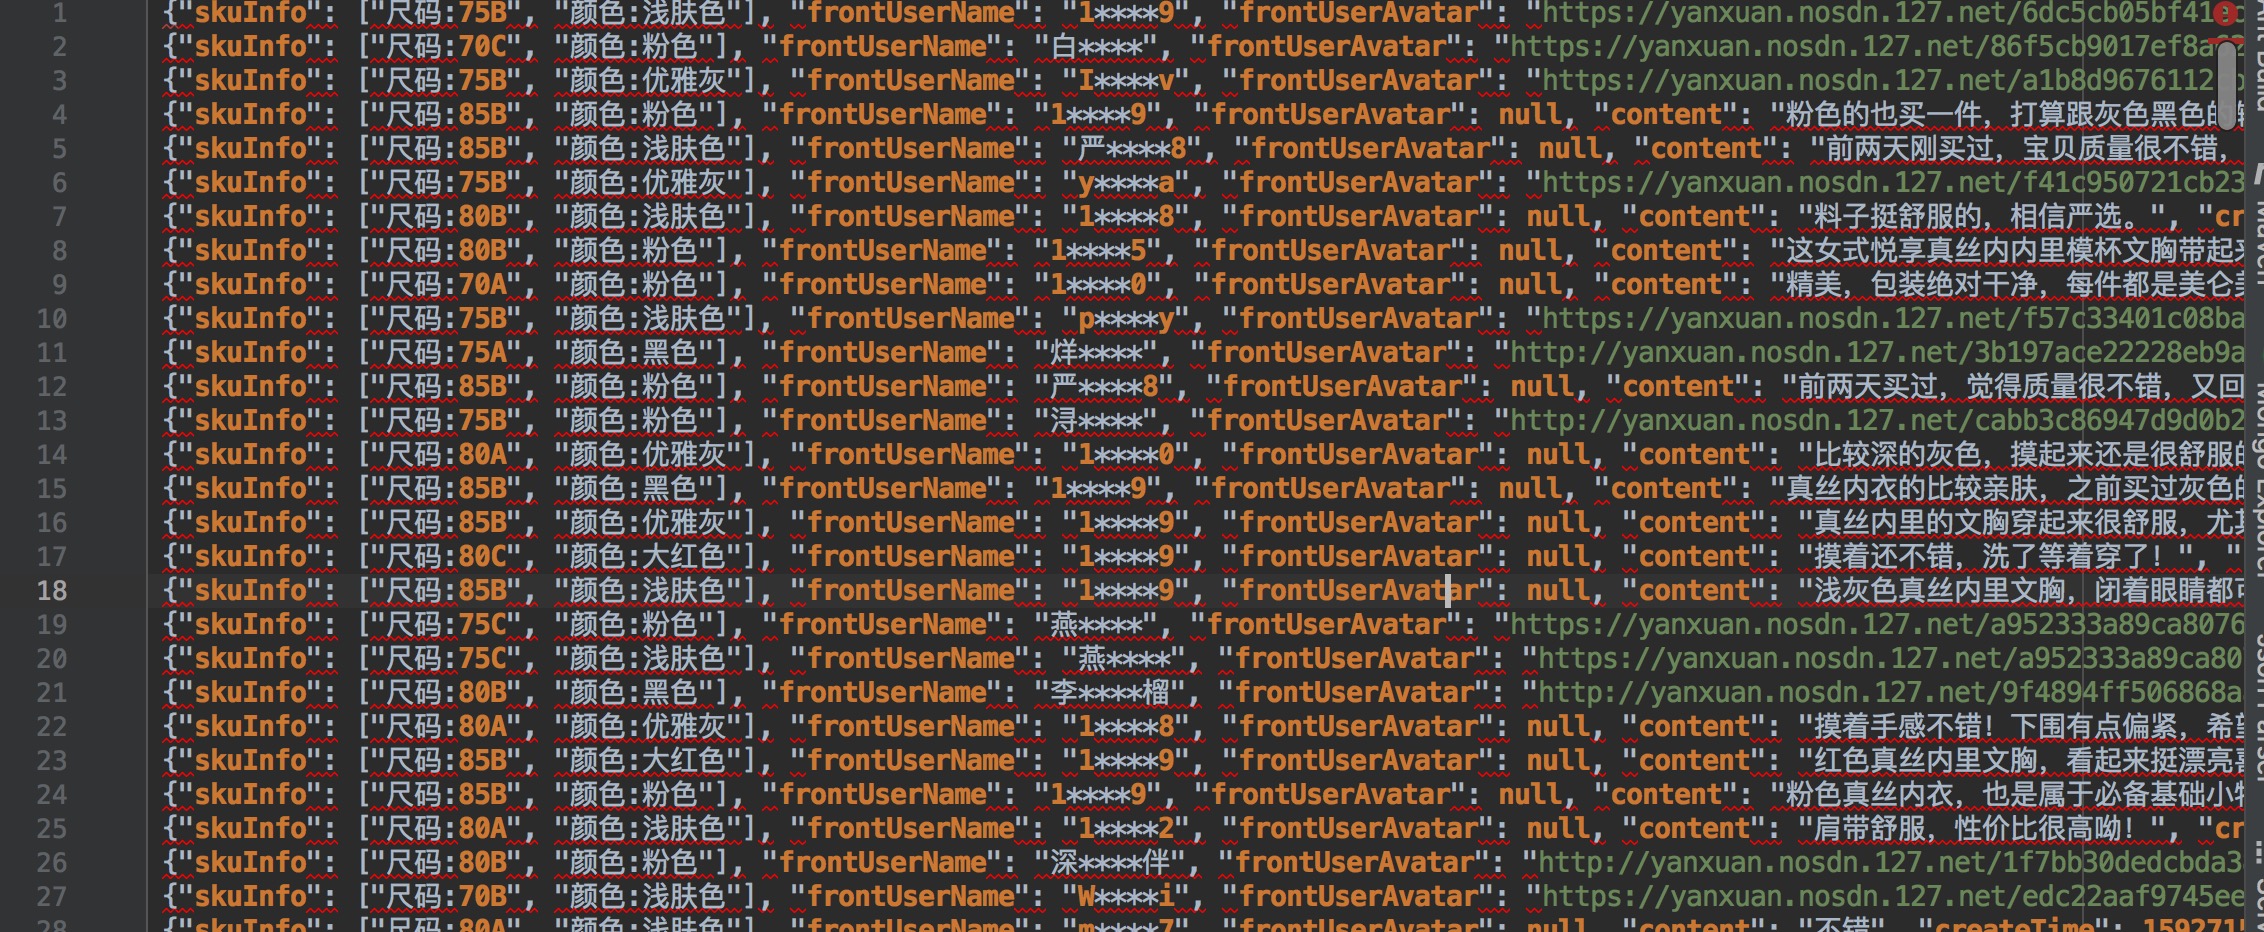 1 {"skuInfo": ["尺码:75B", "颜色:浅肤色"], "frontUserName": "1****9", "frontUserAvatar": "https://yanxuan.nosdn.127.net/6dc5cb05bf41
2 {"skuInfo": ["尺码:70C", "颜色:粉色"], "frontUserName": "白****", "frontUserAvatar": "https://yanxuan.nosdn.127.net/86f5cb9017ef8a
3 {"skuInfo": ["尺码:75B", "颜色:优雅灰"], "frontUserName": "I****v", "frontUserAvatar": "https://yanxuan.nosdn.127.net/a1b8d9676112
4 {"skuInfo": ["尺码:85B", "颜色:粉色"], "frontUserName": "1****9", "frontUserAvatar": null, "content": "粉色的也买一件，打算跟灰色黑色的
5 {"skuInfo": ["尺码:85B", "颜色:浅肤色"], "frontUserName": "严****8", "frontUserAvatar": null, "content": "前两天刚买过，宝贝质量很不错，
6 {"skuInfo": ["尺码:75B", "颜色:优雅灰"], "frontUserName": "y****a", "frontUserAvatar": "https://yanxuan.nosdn.127.net/f41c950721cb23
7 {"skuInfo": ["尺码:80B", "颜色:浅肤色"], "frontUserName": "1****8", "frontUserAvatar": null, "content": "料子挺舒服的，相信严选。", "cr
8 {"skuInfo": ["尺码:80B", "颜色:粉色"], "frontUserName": "1****5", "frontUserAvatar": null, "content": "这女式悦享真丝内内里模杯文胸带起来
9 {"skuInfo": ["尺码:70A", "颜色:粉色"], "frontUserName": "1****0", "frontUserAvatar": null, "content": "精美，包装绝对干净，每件都是美仑美
10 {"skuInfo": ["尺码:75B", "颜色:浅肤色"], "frontUserName": "p****y", "frontUserAvatar": "https://yanxuan.nosdn.127.net/f57c33401c08ba
11 {"skuInfo": ["尺码:75A", "颜色:黑色"], "frontUserName": "烊****", "frontUserAvatar": "http://yanxuan.nosdn.127.net/3b197ace22228eb9a
12 {"skuInfo": ["尺码:85B", "颜色:粉色"], "frontUserName": "严****8", "frontUserAvatar": null, "content": "前两天买过，觉得质量很不错，又回
13 {"skuInfo": ["尺码:75B", "颜色:粉色"], "frontUserName": "浔****", "frontUserAvatar": "http://yanxuan.nosdn.127.net/cabb3c86947d9d0b2
14 {"skuInfo": ["尺码:80A", "颜色:优雅灰"], "frontUserName": "1****0", "frontUserAvatar": null, "content": "比较深的灰色，摸起来还是很舒服的
15 {"skuInfo": ["尺码:85B", "颜色:黑色"], "frontUserName": "1****9", "frontUserAvatar": null, "content": "真丝内衣的比较亲肤，之前买过灰色的
16 {"skuInfo": ["尺码:85B", "颜色:优雅灰"], "frontUserName": "1****9", "frontUserAvatar": null, "content": "真丝内里的文胸穿起来很舒服，尤其
17 {"skuInfo": ["尺码:80C", "颜色:大红色"], "frontUserName": "1****9", "frontUserAvatar": null, "content": "摸着还不错，洗了等着穿了！", "
18 {"skuInfo": ["尺码:85B", "颜色:浅肤色"], "frontUserName": "1****9", "frontUserAvatar": null, "content": "浅灰色真丝内里文胸，闭着眼睛都可
19 {"skuInfo": ["尺码:75C", "颜色:粉色"], "frontUserName": "燕****", "frontUserAvatar": "https://yanxuan.nosdn.127.net/a952333a89ca8076
20 {"skuInfo": ["尺码:75C", "颜色:浅肤色"], "frontUserName": "燕****", "frontUserAvatar": "https://yanxuan.nosdn.127.net/a952333a89ca80
21 {"skuInfo": ["尺码:80B", "颜色:黑色"], "frontUserName": "李****榴", "frontUserAvatar": "http://yanxuan.nosdn.127.net/9f4894ff506868a
22 {"skuInfo": ["尺码:80A", "颜色:优雅灰"], "frontUserName": "1****8", "frontUserAvatar": null, "content": "摸着手感不错！下围有点偏紧，希望
23 {"skuInfo": ["尺码:85B", "颜色:大红色"], "frontUserName": "1****9", "frontUserAvatar": null, "content": "红色真丝内里文胸，看起来挺漂亮喜
24 {"skuInfo": ["尺码:85B", "颜色:粉色"], "frontUserName": "1****9", "frontUserAvatar": null, "content": "粉色真丝内衣，也是属于必备基础小物
25 {"skuInfo": ["尺码:80A", "颜色:浅肤色"], "frontUserName": "1****2", "frontUserAvatar": null, "content": "肩带舒服，性价比很高呦！", "cr
26 {"skuInfo": ["尺码:80B", "颜色:粉色"], "frontUserName": "深****伴", "frontUserAvatar": "http://yanxuan.nosdn.127.net/1f7bb30dedcbda3
27 {"skuInfo": ["尺码:70B", "颜色:浅肤色"], "frontUserName": "W****i", "frontUserAvatar": "https://yanxuan.nosdn.127.net/edc22aaf9745ee
28 {"skuInfo": ["尺码:80A", "颜色:浅肤色"], "frontUserName": "m****7", "frontUserAvatar": null, "content": "不错", "createTime": 159271